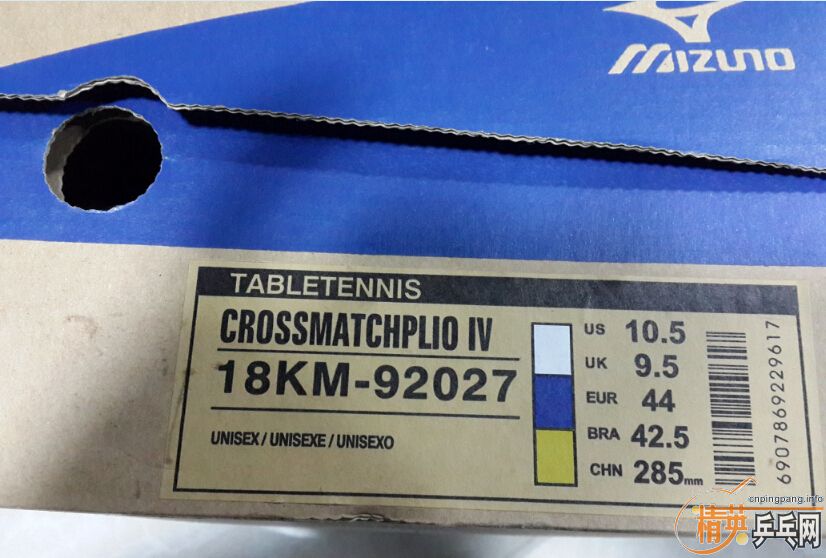 MIZUNO
TABLETENNIS
CROSSMATCHPLIO IV
18KM-92027
UNISEX / UNISEXE / UNISEXO
US 10.5
UK 9.5
EUR 44
BRA 42.5
CHN 285mm
6907869229617
cnpingpang.info
精英乒乓网